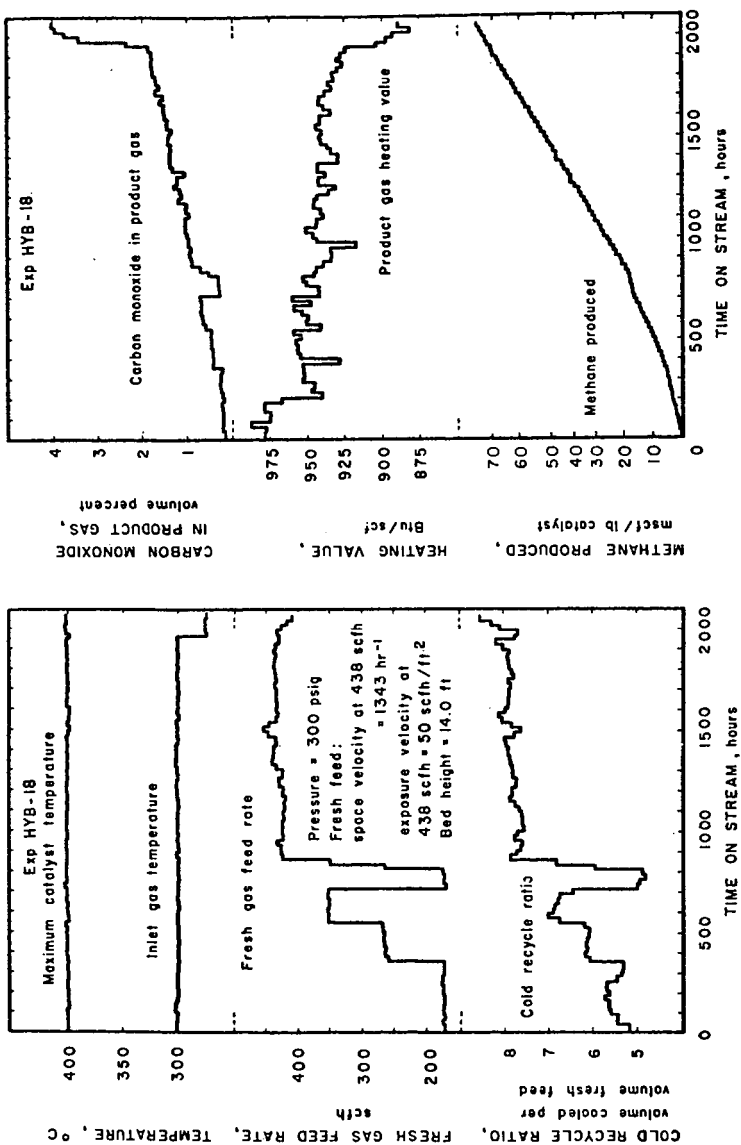 Exp HYB-18
Maximum catalyst temperature
Inlet gas temperature
Fresh gas feed rate
Pressure = 300 psig
Fresh feed:
space velocity at 438 scfh
= 1343 hr-1
exposure velocity at
438 scfh = 50 scfh/ft2
Bed height = 14.0 ft
Cold recycle ratio
TEMPERATURE, °C
400
300
FRESH GAS FEED RATE,
scfh
400
300
200
COLD RECYCLE RATIO,
volume cooled per
volume fresh feed
8
7
6
5
0 500 1000 1500 2000
TIME ON STREAM, hours
Exp HYB-18
Carbon monoxide in product gas
Product gas heating value
Methane produced
CARBON MONOXIDE
IN PRODUCT GAS,
volume percent
4
3
2
1
HEATING VALUE,
Btu/scf
975
950
925
900
875
METHANE PRODUCED,
mscf/lb catalyst
70
60
50
40
30
20
10
0 500 1000 1500 2000
TIME ON STREAM, hours